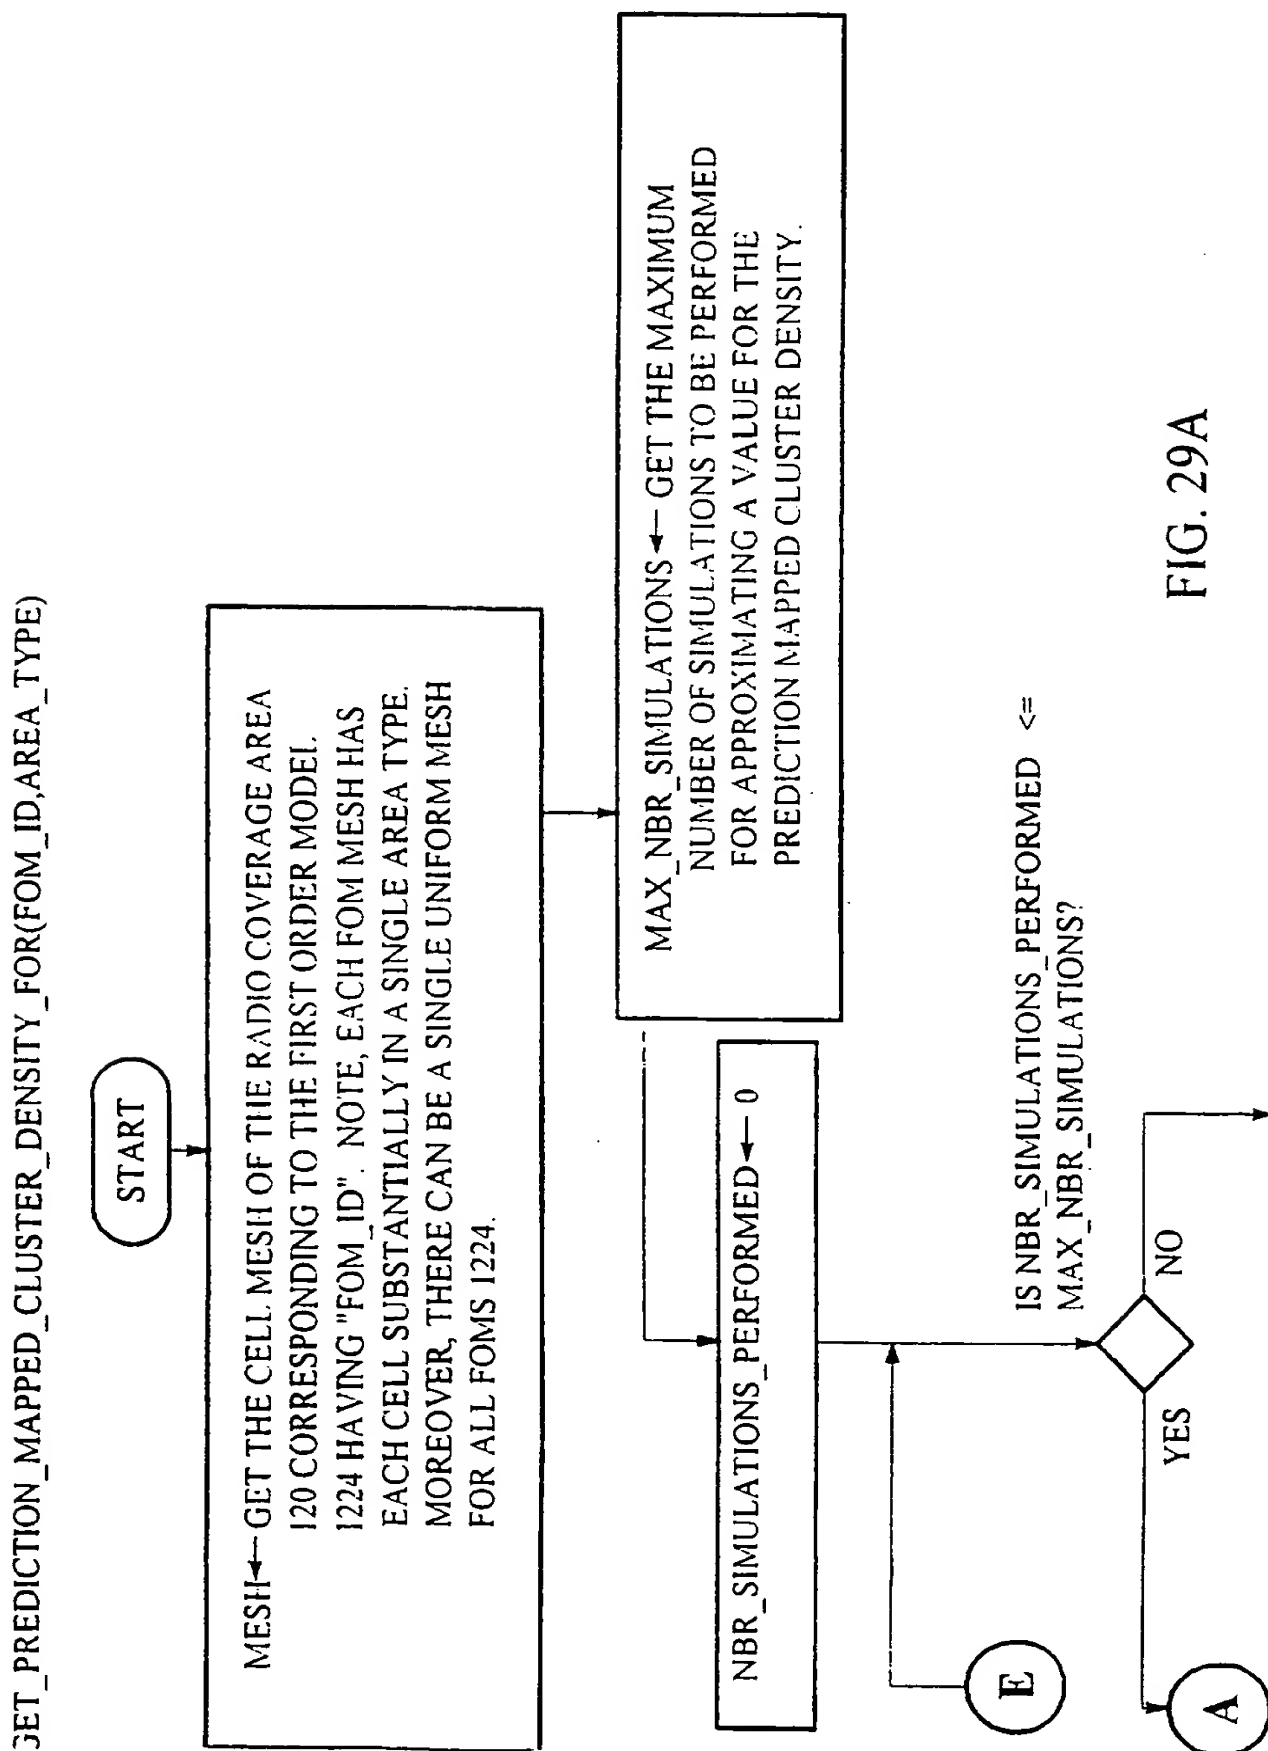 GET_PREDICTION_MAPPED_CLUSTER_DENSITY_FOR(FOM_ID,AREA_TYPE)
START
MESH ← GET THE CELL MESH OF THE RADIO COVERAGE AREA
120 CORRESPONDING TO THE FIRST ORDER MODEL
1224 HAVING "FOM_ID". NOTE, EACH FOM MESH HAS
EACH CELL SUBSTANTIALLY IN A SINGLE AREA TYPE.
MOREOVER, THERE CAN BE A SINGLE UNIFORM MESH
FOR ALL FOMS 1224.
MAX_NBR_SIMULATIONS ← GET THE MAXIMUM
NUMBER OF SIMULATIONS TO BE PERFORMED
FOR APPROXIMATING A VALUE FOR THE
PREDICTION MAPPED CLUSTER DENSITY.
NBR_SIMULATIONS_PERFORMED ← 0
E
IS NBR_SIMULATIONS_PERFORMED <=
MAX_NBR_SIMULATIONS?
YES
NO
A
FIG. 29A